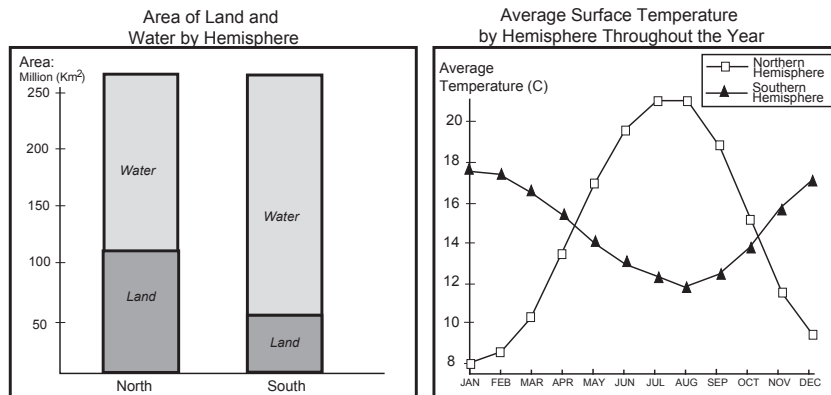 Area of Land and
Water by Hemisphere
Area:
Million (Km²)
250
200
150
100
50
Water
Land
Water
Land
North
South
Average Surface Temperature
by Hemisphere Throughout the Year
Average
Temperature (C)
Northern
Hemisphere
Southern
Hemisphere
20
18
16
14
12
10
8
JAN FEB MAR APR MAY JUN JUL AUG SEP OCT NOV DEC